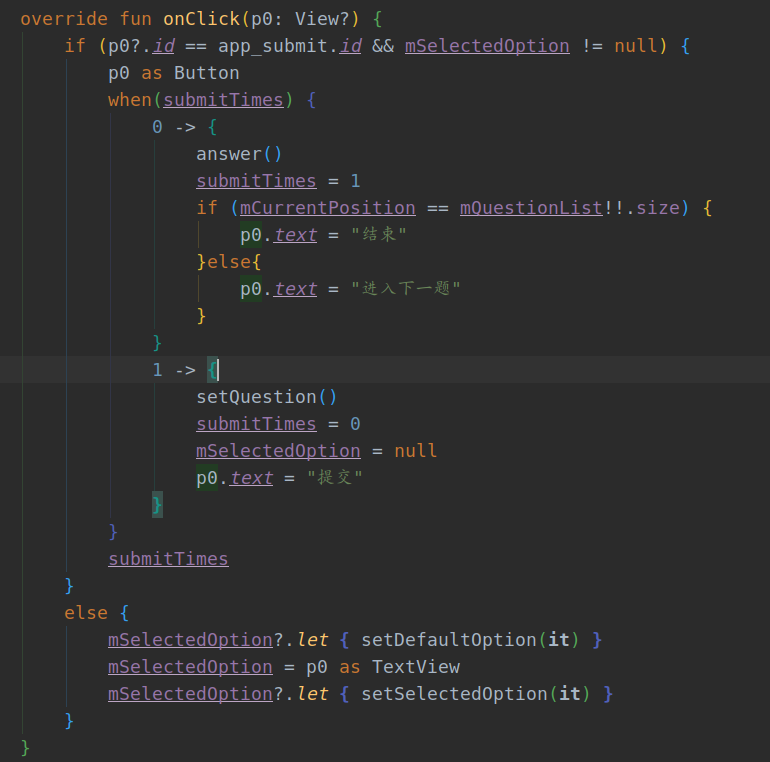 override fun onClick(p0: View?) {
    if (p0?.id == app_submit.id && mSelectedOption != null) {
        p0 as Button
        when(submitTimes) {
            0 -> {
                answer()
                submitTimes = 1
                if (mCurrentPosition == mQuestionList!!.size) {
                    p0.text = "结束"
                }else{
                    p0.text = "进入下一题"
                }
            }
            1 -> {
                setQuestion()
                submitTimes = 0
                mSelectedOption = null
                p0.text = "提交"
            }
        }
        submitTimes
    }
    else {
        mSelectedOption?.let { setDefaultOption(it) }
        mSelectedOption = p0 as TextView
        mSelectedOption?.let { setSelectedOption(it) }
    }
}